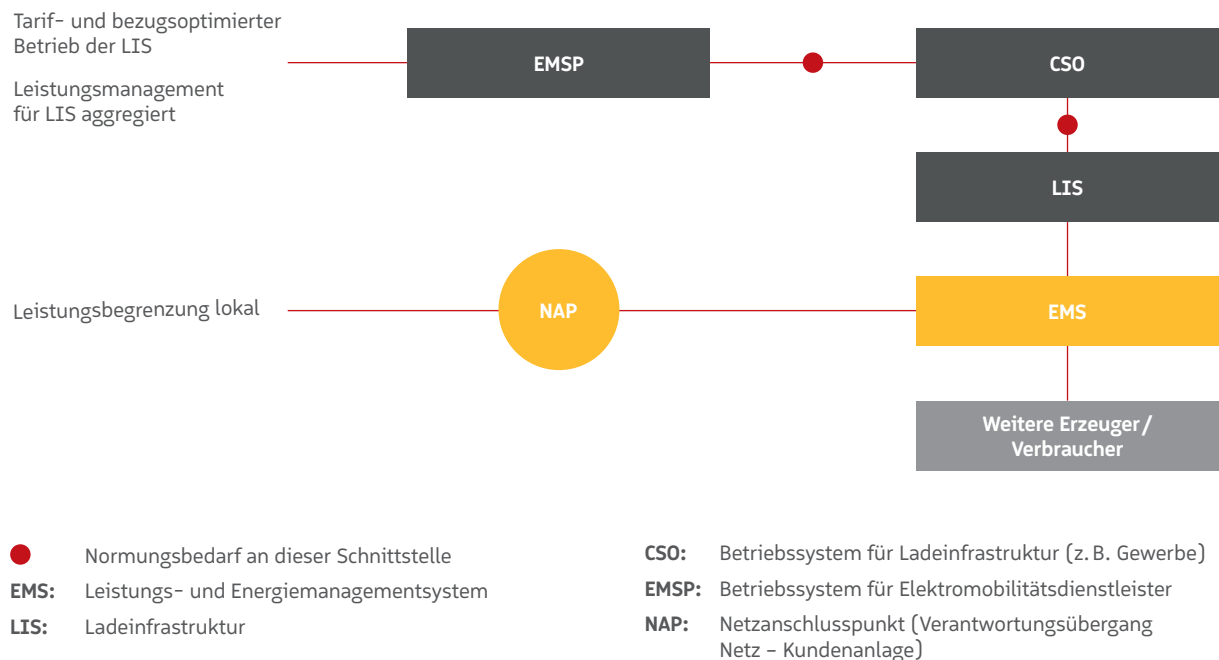 Tarif- und bezugsoptimierter
Betrieb der LIS
Leistungsmanagement
für LIS aggregiert
EMSP
CSO
LIS
Leistungsbegrenzung lokal
NAP
EMS
Weitere Erzeuger/
Verbraucher
Normungsbedarf an dieser Schnittstelle
EMS: Leistungs- und Energiemanagementsystem
LIS: Ladeinfrastruktur
CSO: Betriebssystem für Ladeinfrastruktur (z. B. Gewerbe)
EMSP: Betriebssystem für Elektromobilitätsdienstleister
NAP: Netzanschlusspunkt (Verantwortungsübergang
Netz – Kundenanlage)